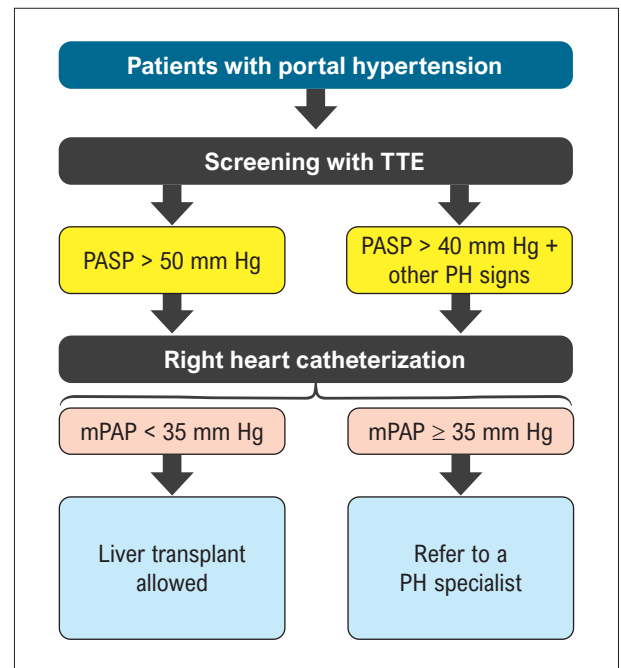 Patients with portal hypertension
Screening with TTE
PASP > 50 mm Hg
PASP > 40 mm Hg +
other PH signs
Right heart catheterization
mPAP < 35 mm Hg
mPAP ≥ 35 mm Hg
Liver transplant
allowed
Refer to a
PH specialist